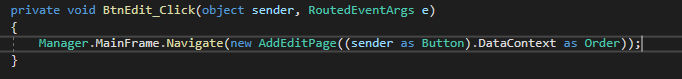 private void BtnEdit_Click(object sender, RoutedEventArgs e)
{
Manager.MainFrame.Navigate(new AddEditPage((sender as Button).DataContext as Order));
}